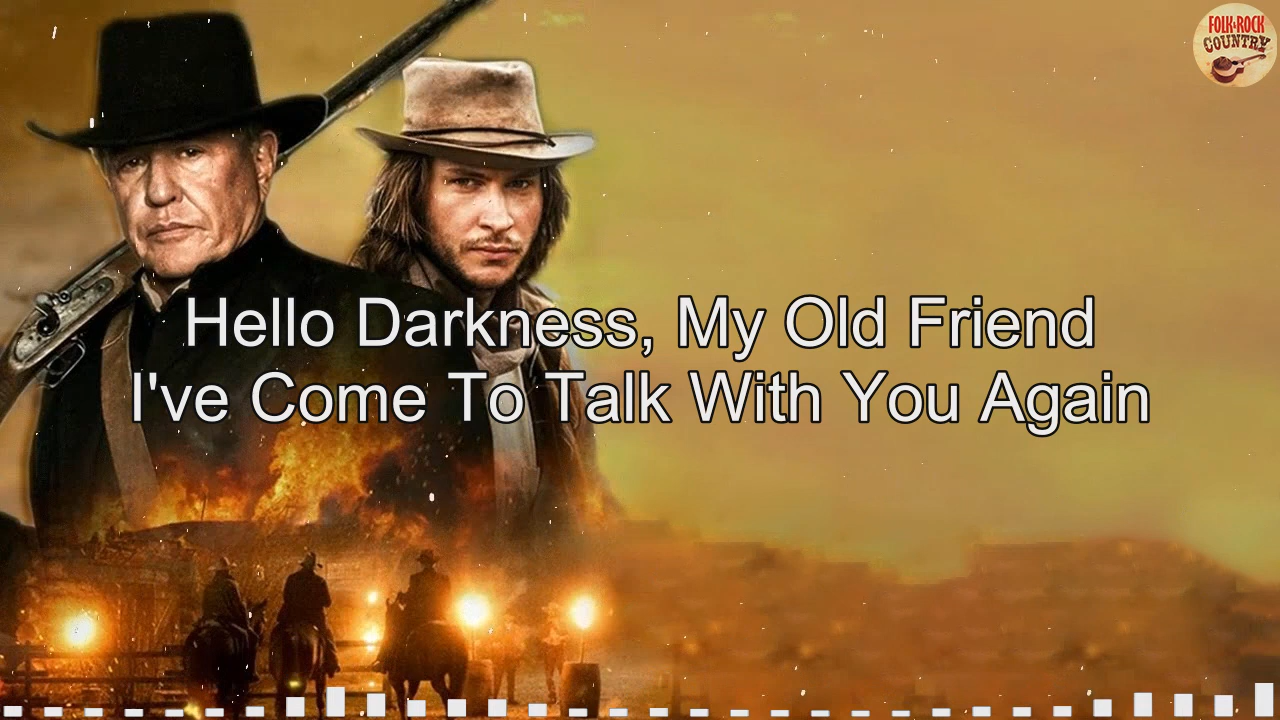 FOLK&ROCK
COUNTRY
Hello Darkness, My Old Friend
I've Come To Talk With You Again